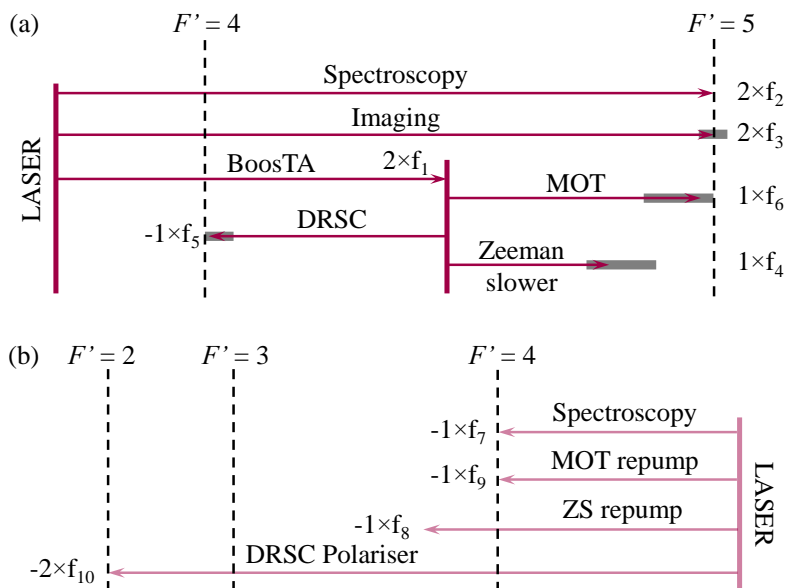 (a)
F’ = 4
F’ = 5
Spectroscopy
2×f₂
Imaging
2×f₃
BoosTA
2×f₁
MOT
1×f₆
LASER
DRSC
-1×f₅
Zeeman
slower
1×f₄
(b)
F’ = 2
F’ = 3
F’ = 4
Spectroscopy
-1×f₇
MOT repump
-1×f₉
ZS repump
-1×f₈
LASER
DRSC Polariser
-2×f₁₀